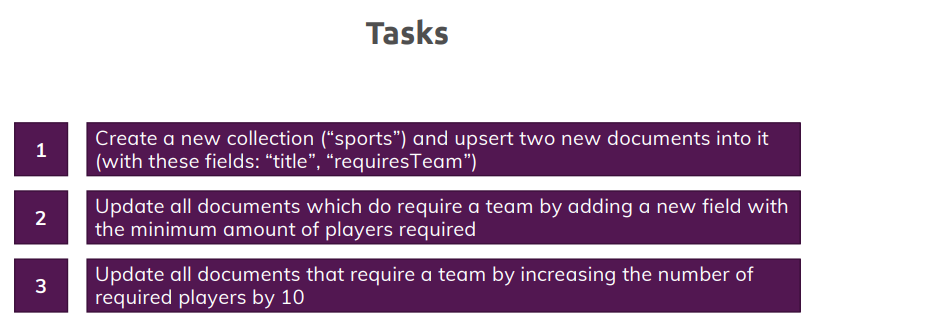 Tasks
1
Create a new collection (“sports”) and upsert two new documents into it
(with these fields: “title”, “requiresTeam”)
2
Update all documents which do require a team by adding a new field with
the minimum amount of players required
3
Update all documents that require a team by increasing the number of
required players by 10